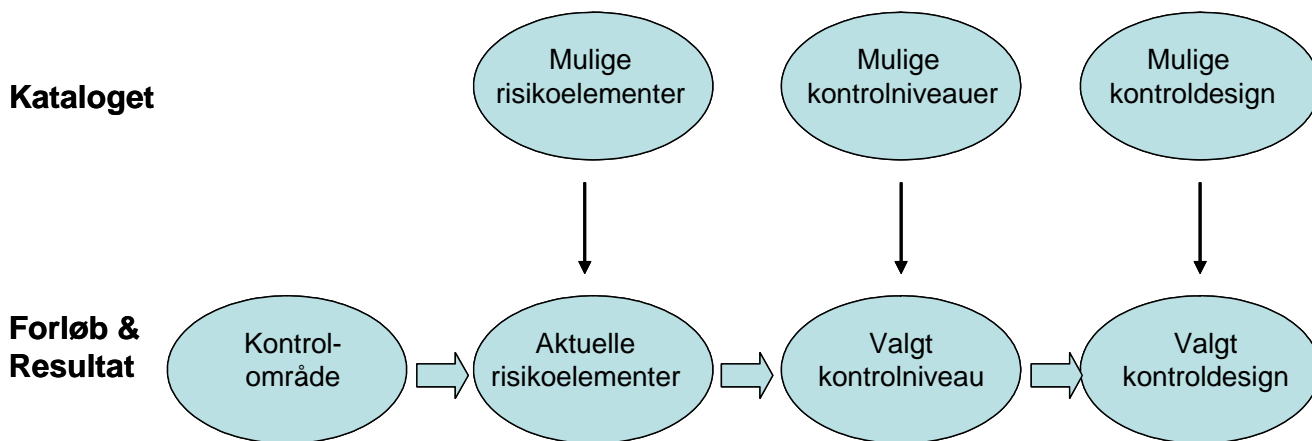 Kataloget
Mulige
risikoelementer
Mulige
kontrolniveauer
Mulige
kontroldesign
Forløb &
Resultat
Kontrol-
område
Aktuelle
risikoelementer
Valgt
kontrolniveau
Valgt
kontroldesign